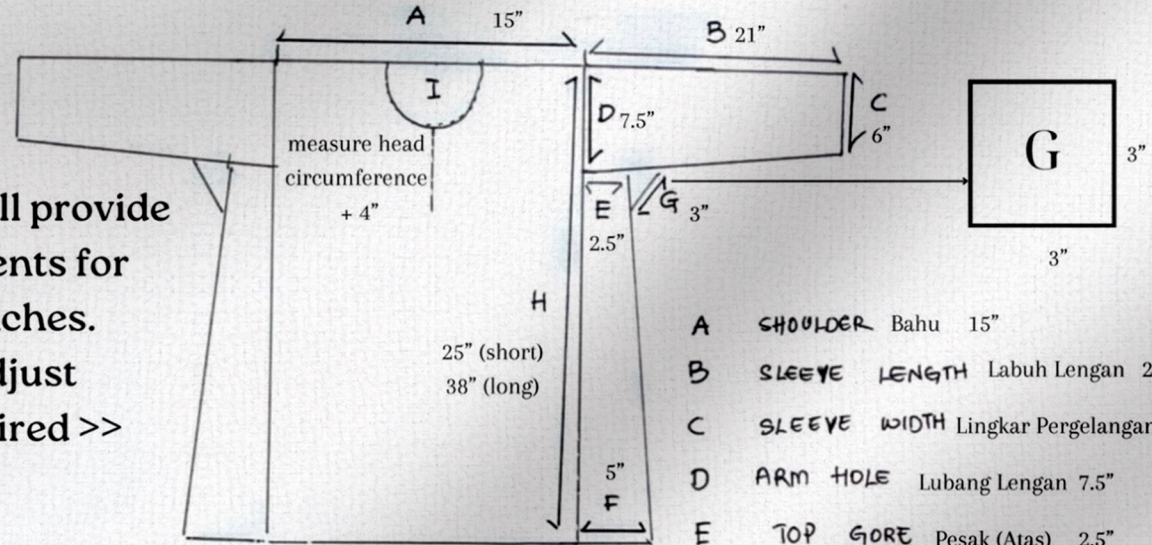 A 15”
B 21”
I
D 7.5”
C
6”
G
3”
3”
measure head
circumference
+ 4”
E
2.5”
G 3”
H
25” (short)
38” (long)
5”
F
ll provide
ents for
ches.
djust
ired >>
A SHOULDER Bahu 15”
B SLEEVE LENGTH Labuh Lengan 2
C SLEEVE WIDTH Lingkar Pergelangan
D ARM HOLE Lubang Lengan 7.5”
E TOP GORE Pesak (Atas) 2.5”